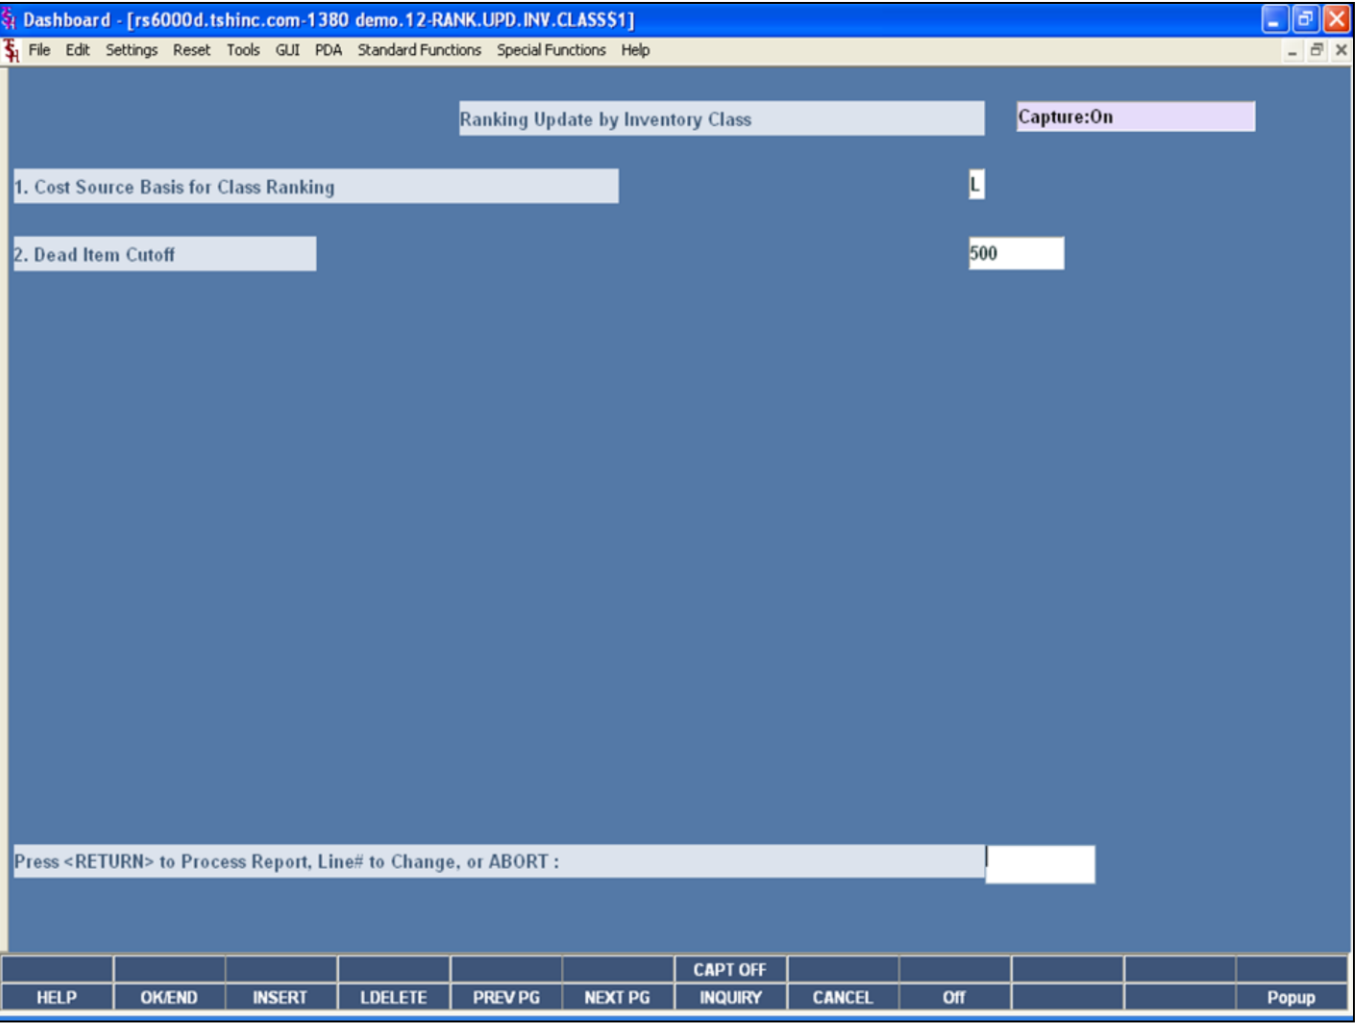 Dashboard - [rs6000d.tshinc.com-1380 demo.12-RANK.UPD.INV.CLASS$1]
File Edit Settings Reset Tools GUI PDA Standard Functions Special Functions Help
Ranking Update by Inventory Class Capture:On
1. Cost Source Basis for Class Ranking L
2. Dead Item Cutoff 500
Press <RETURN> to Process Report, Line# to Change, or ABORT :
CAPT OFF
HELP OK/END INSERT LDELETE PREV PG NEXT PG INQUIRY CANCEL Off Popup